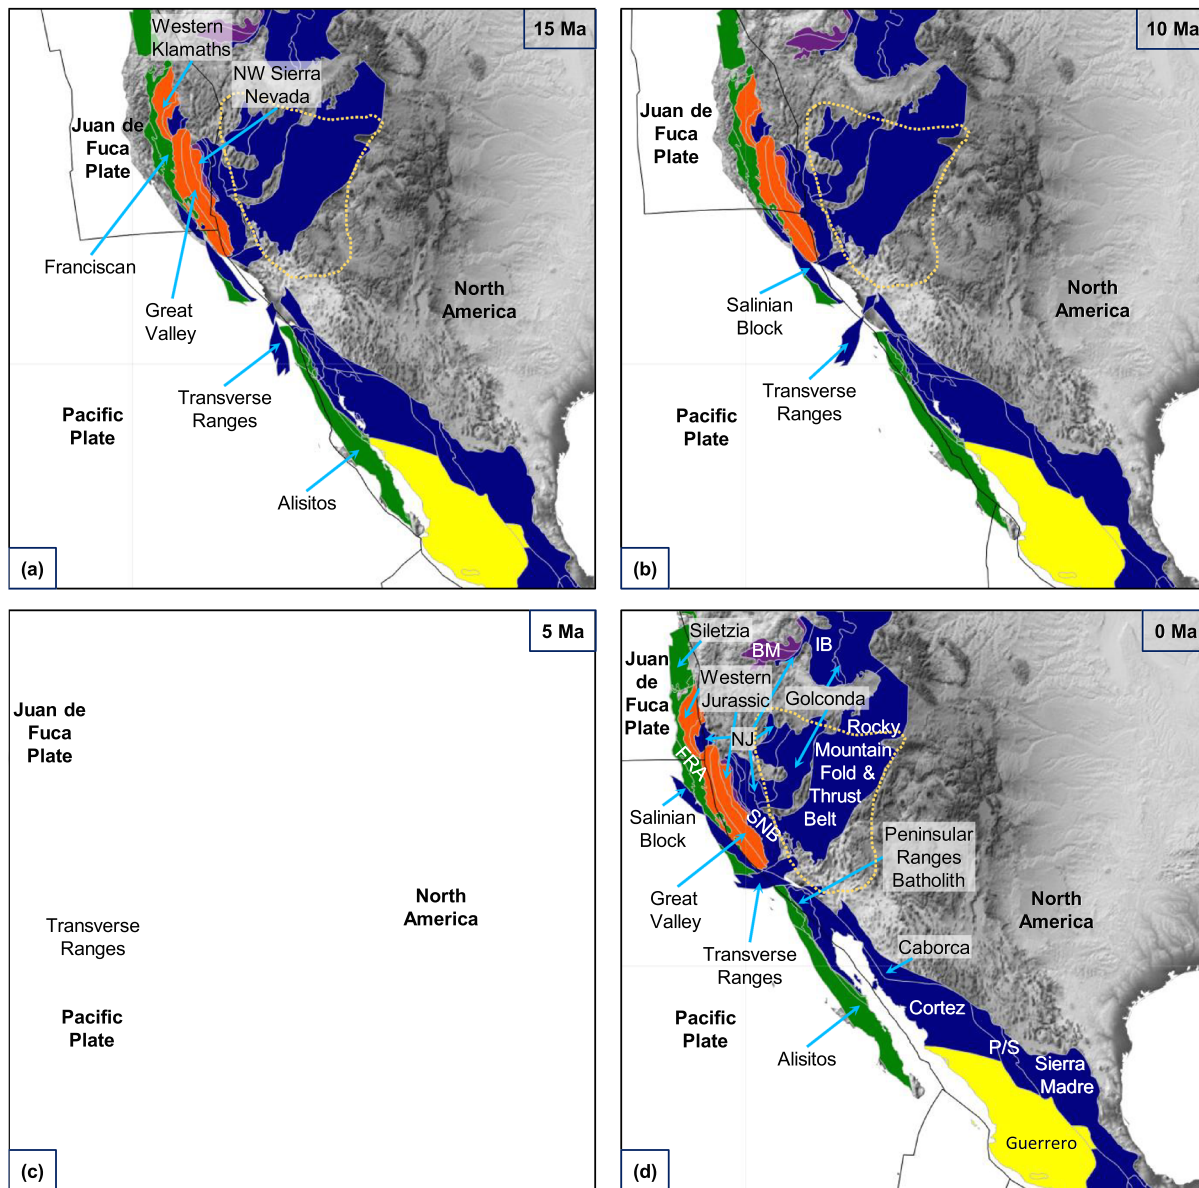 15 Ma
Western
Klamaths
NW Sierra
Nevada
Juan de
Fuca
Plate
Franciscan
Great
Valley
North
America
Transverse
Ranges
Pacific
Plate
Alisitos
(a)
10 Ma
Juan de
Fuca
Plate
Salinian
Block
North
America
Transverse
Ranges
Pacific
Plate
(b)
5 Ma
Juan de
Fuca
Plate
North
America
Transverse
Ranges
Pacific
Plate
(c)
0 Ma
Siletzia
BM
IB
Juan
de
Fuca
Plate
Western
Jurassic
Golconda
NJ
Rocky
Mountain
Fold &
Thrust
Belt
FRA
SNB
Salinian
Block
Peninsular
Ranges
Batholith
Great
Valley
North
America
Transverse
Ranges
Caborca
Cortez
Pacific
Plate
P/S
Alisitos
Sierra
Madre
Guerrero
(d)